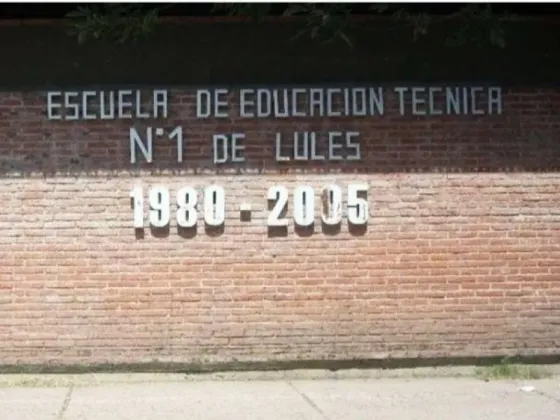 ESCUELA DE EDUCACION TECNICA
N°1 DE LULES
1980 - 2005